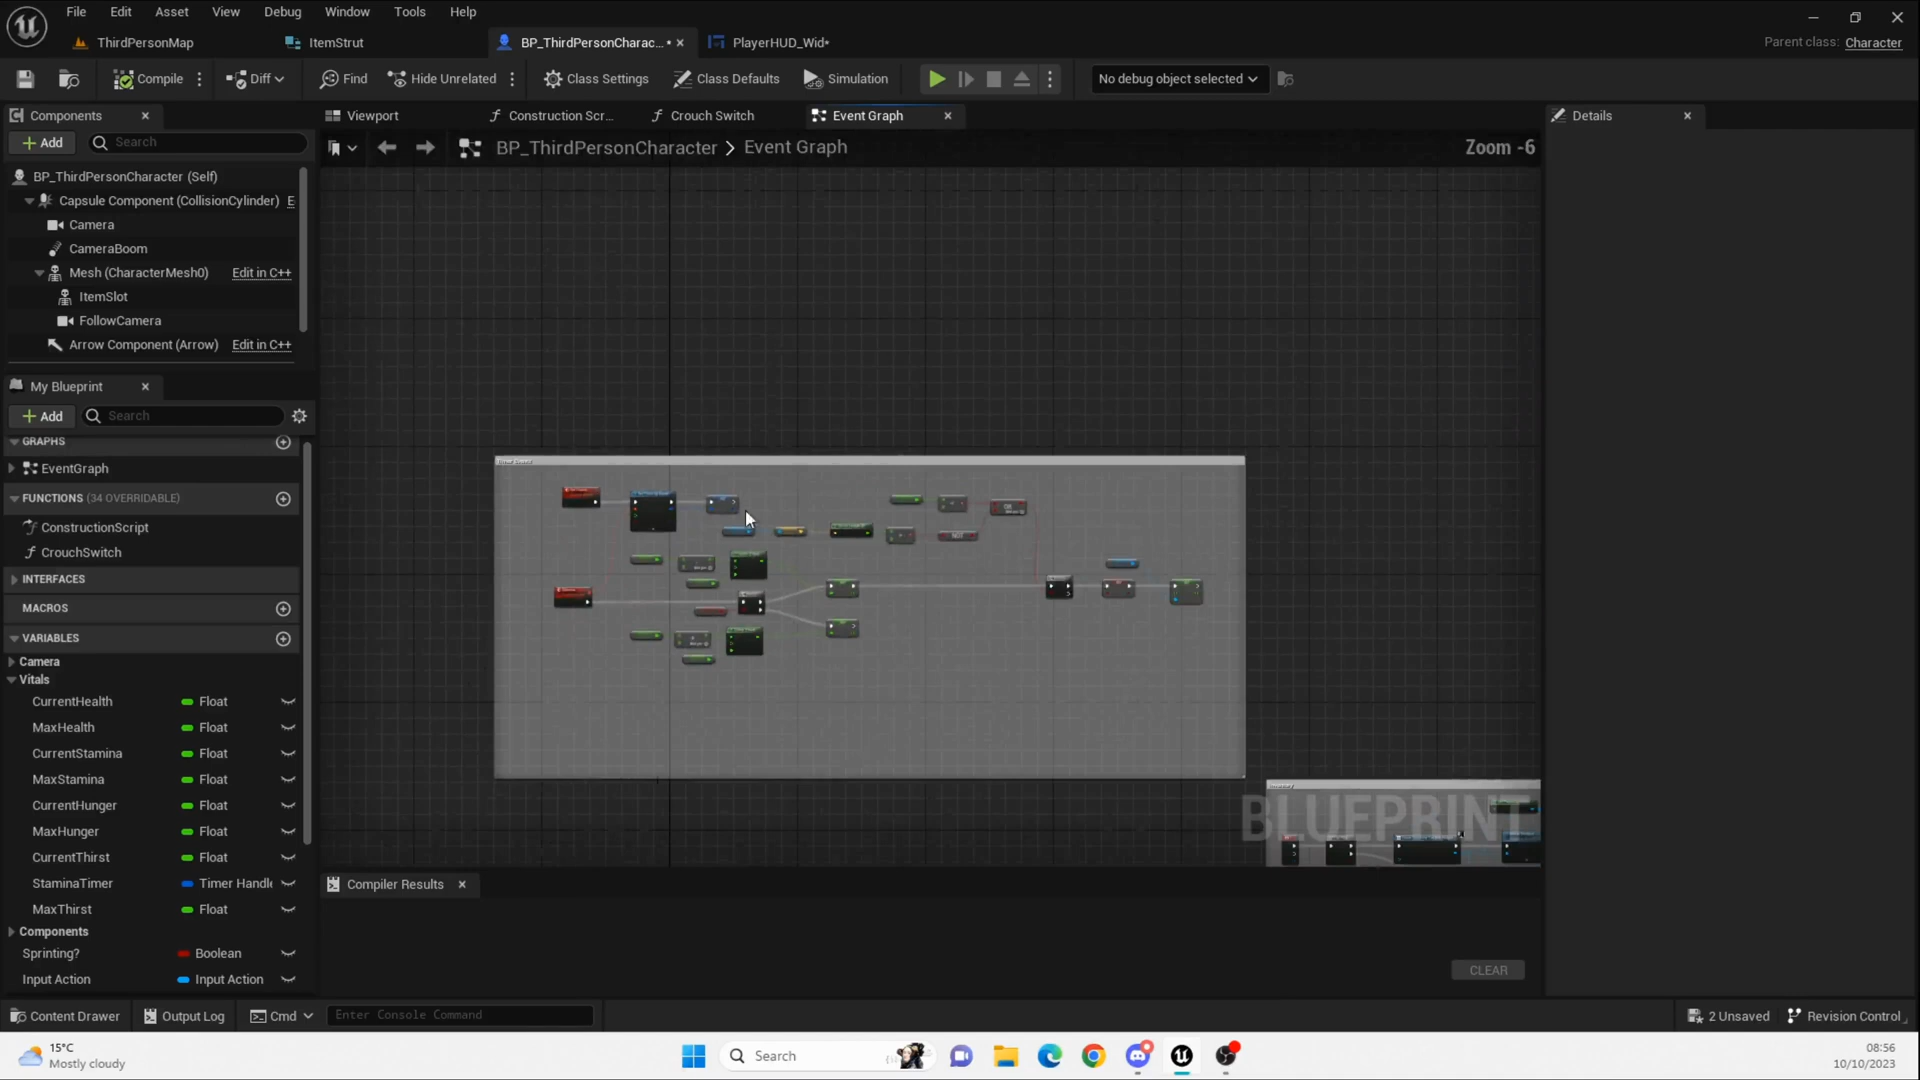 File Edit Asset View Debug Window Tools Help
ThirdPersonMap ItemStrut BP_ThirdPersonCharac...• PlayerHUD_Wid•
Parent class: Character
Compile Diff Find Hide Unrelated Class Settings Class Defaults Simulation No debug object selected
Components Viewport Construction Scr... Crouch Switch Event Graph Details
Add Search
BP_ThirdPersonCharacter > Event Graph Zoom -6
BP_ThirdPersonCharacter (Self)
Capsule Component (CollisionCylinder) E
Camera
CameraBoom
Mesh (CharacterMesh0) Edit in C++
ItemSlot
FollowCamera
Arrow Component (Arrow) Edit in C++
My Blueprint
Add Search
GRAPHS
EventGraph
FUNCTIONS (34 OVERRIDABLE)
ConstructionScript
CrouchSwitch
INTERFACES
MACROS
VARIABLES
Camera
Vitals
CurrentHealth Float
MaxHealth Float
CurrentStamina Float
MaxStamina Float
CurrentHunger Float
MaxHunger Float
CurrentThirst Float
StaminaTimer Timer Handle
MaxThirst Float
Components
Sprinting? Boolean
Input Action Input Action
OR
NOT
Inventory
BLUEPRINT
Compiler Results
CLEAR
Content Drawer Output Log Cmd Enter Console Command 2 Unsaved Revision Control
15°C
Mostly cloudy
Search
08:56
10/10/2023